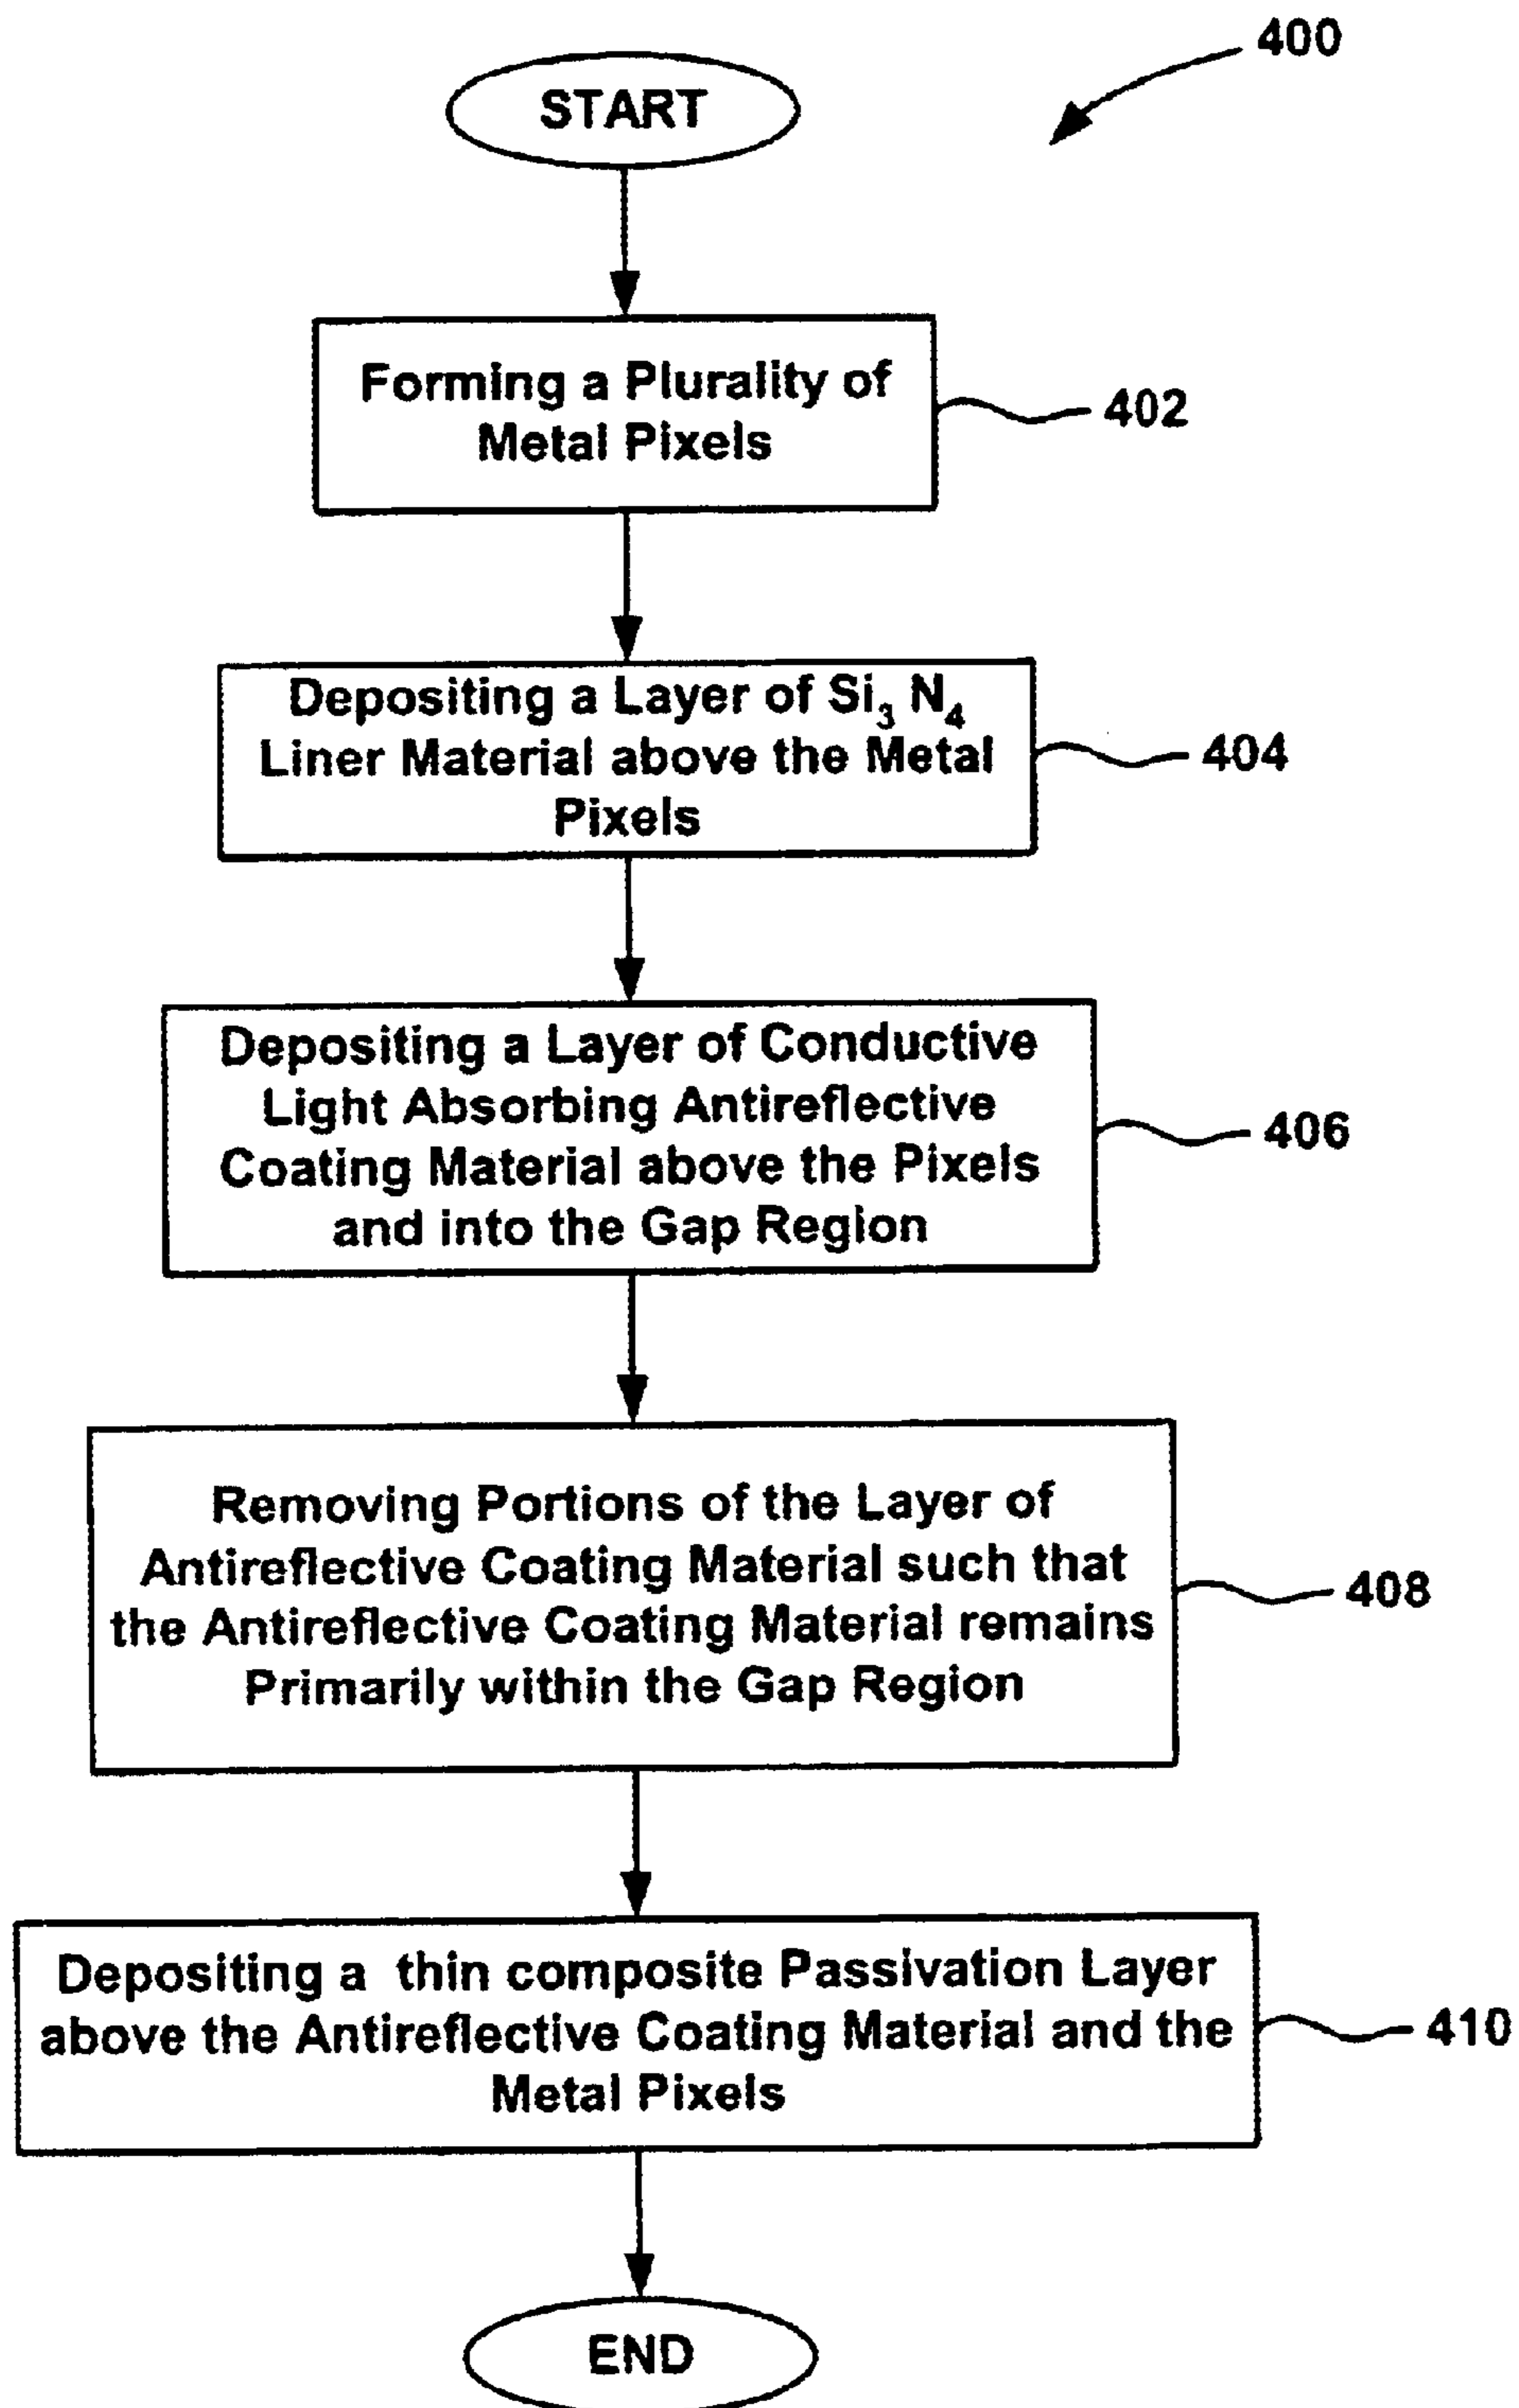 400
START
Forming a Plurality of
Metal Pixels
402
Depositing a Layer of Si₃ N₄
Liner Material above the Metal
Pixels
404
Depositing a Layer of Conductive
Light Absorbing Antireflective
Coating Material above the Pixels
and into the Gap Region
406
Removing Portions of the Layer of
Antireflective Coating Material such that
the Antireflective Coating Material remains
Primarily within the Gap Region
408
Depositing a thin composite Passivation Layer
above the Antireflective Coating Material and the
Metal Pixels
410
END